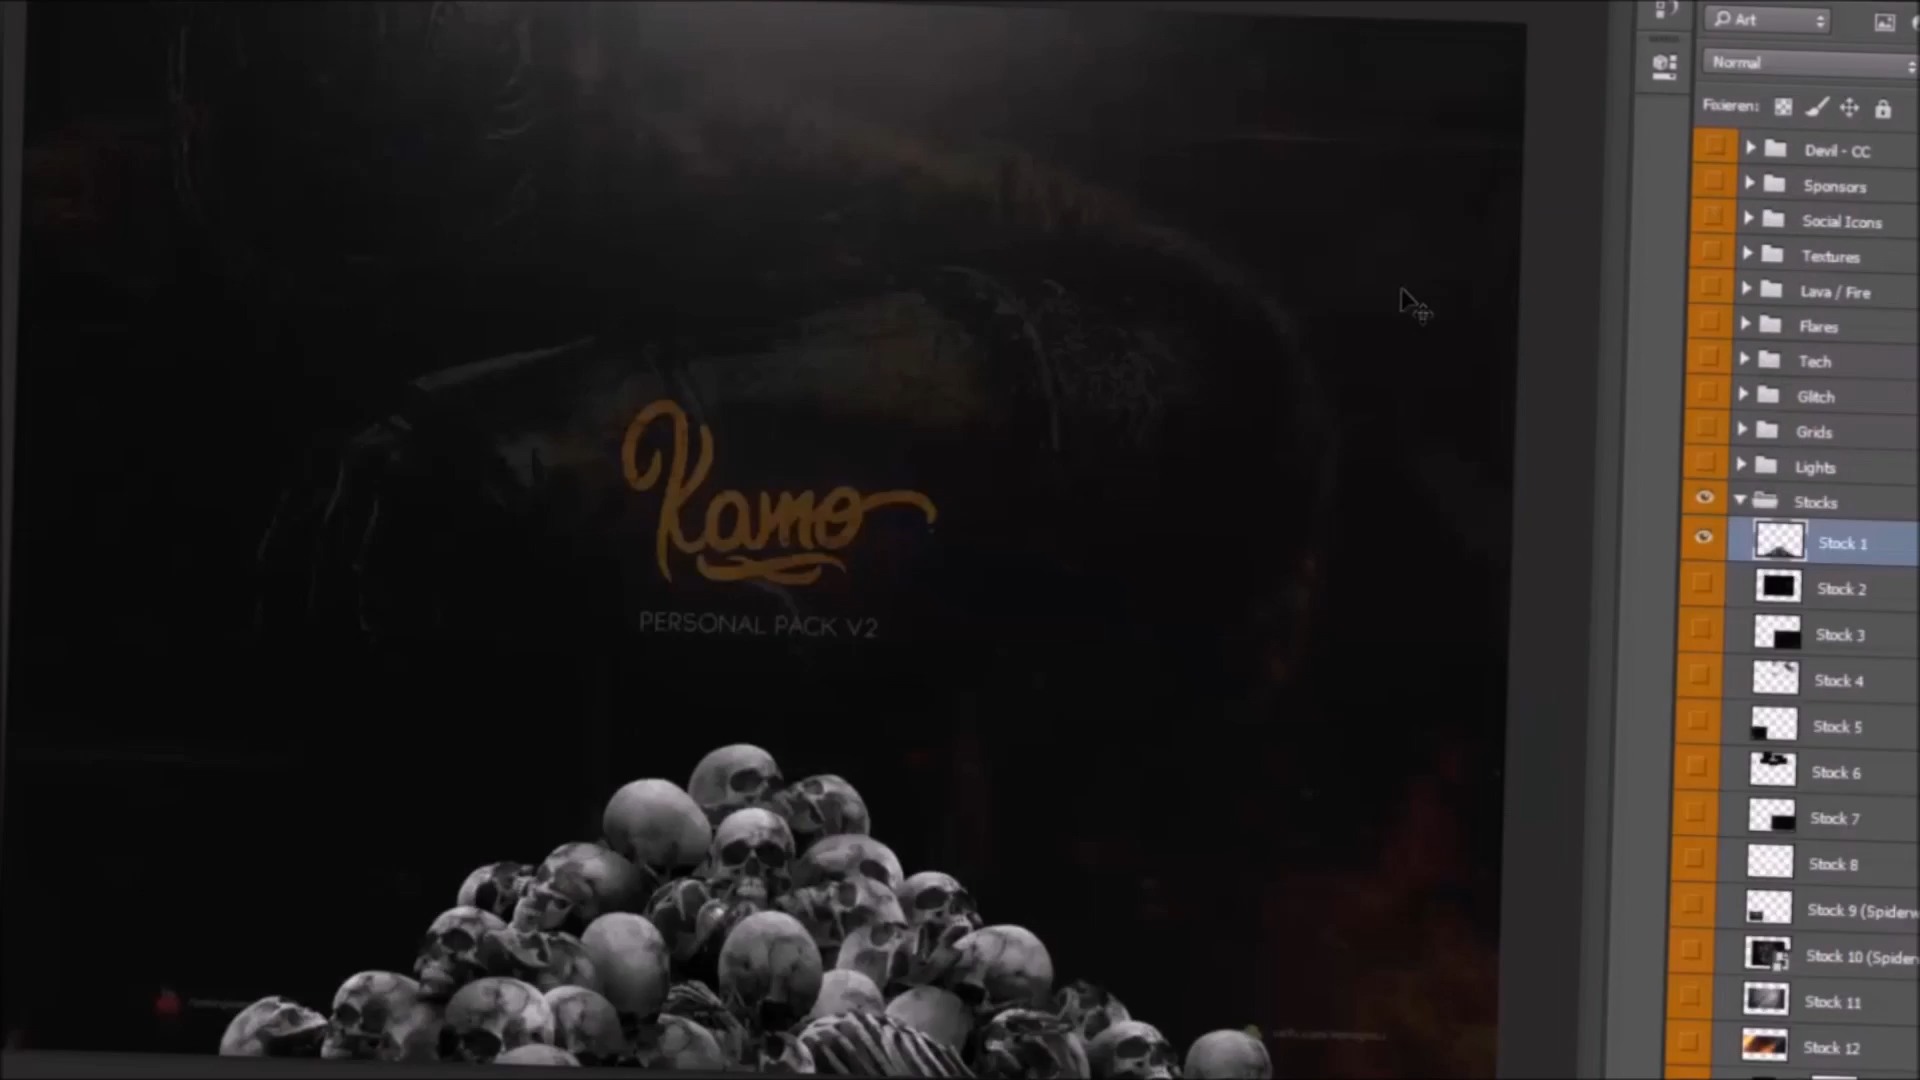 Art
Normal
Fixieren:
Devil - CC
Sponsors
Social Icons
Textures
Lava / Fire
Flares
Tech
Glitch
Grids
Lights
Stocks
Stock 1
Stock 2
Stock 3
Stock 4
Stock 5
Stock 6
Stock 7
Stock 8
Stock 9 (Spiderw
Stock 10 (Spider
Stock 11
Stock 12
Kamo
PERSONAL PACK V2